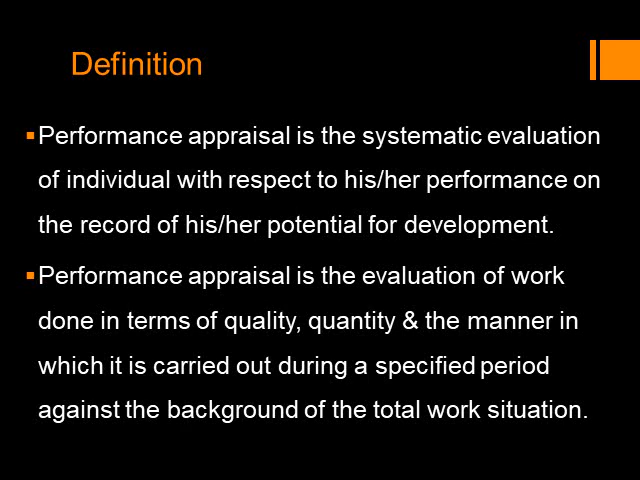 Definition
▪Performance appraisal is the systematic evaluation
of individual with respect to his/her performance on
the record of his/her potential for development.
▪Performance appraisal is the evaluation of work
done in terms of quality, quantity & the manner in
which it is carried out during a specified period
against the background of the total work situation.